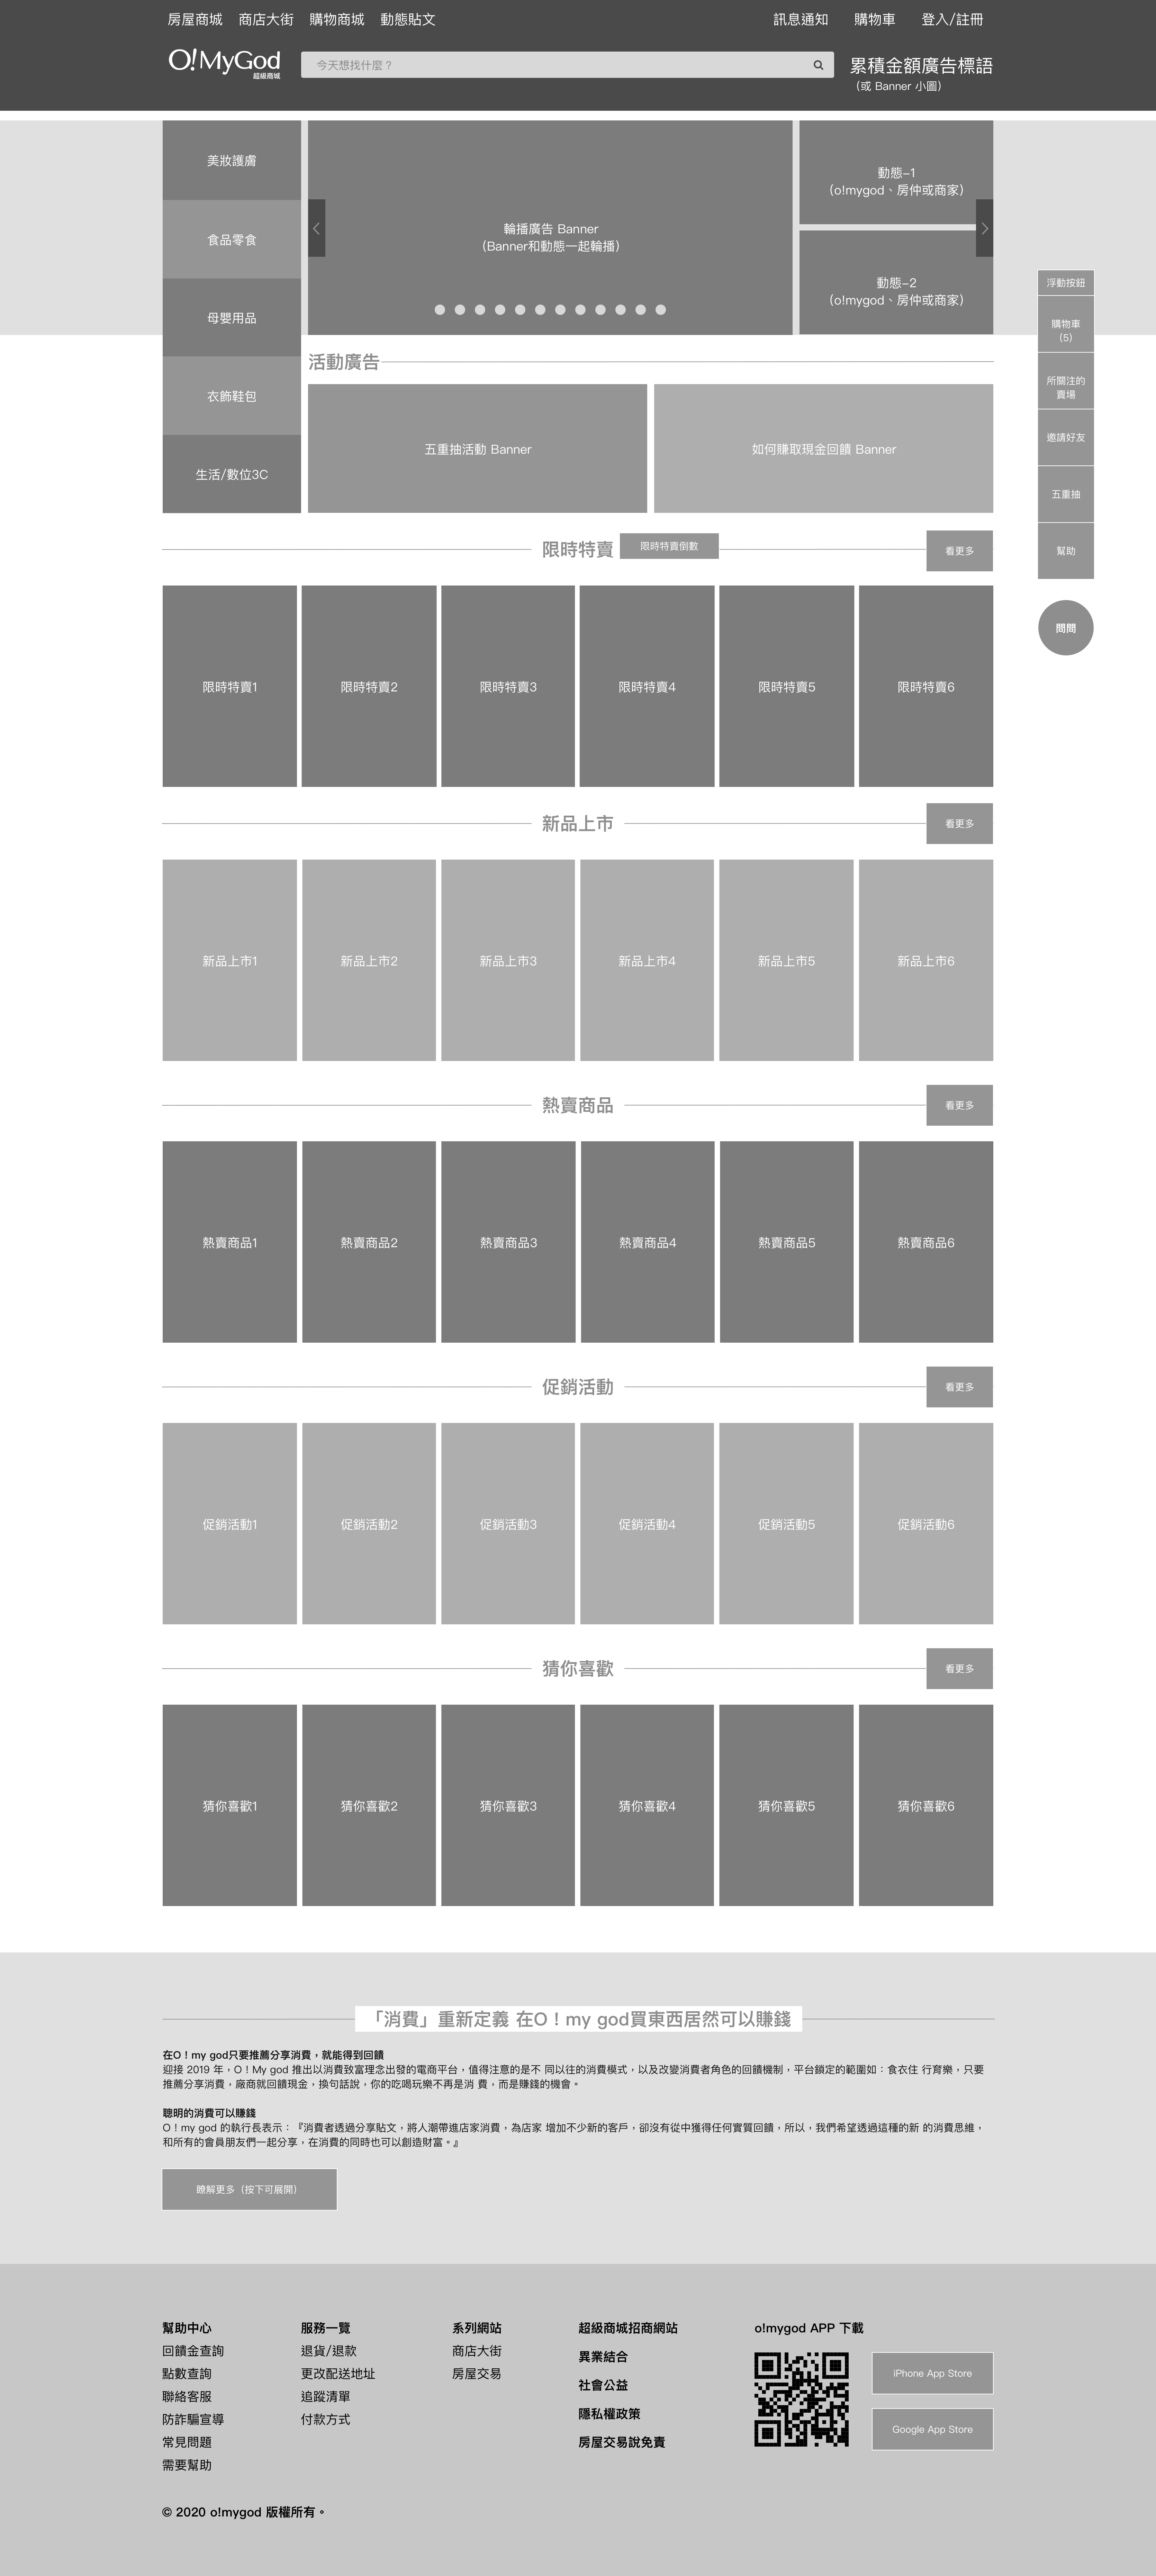 房屋商城 商店大街 購物商城 動態貼文 訊息通知 購物車 登入/註冊
O!MyGod
超級商城
今天想找什麼？
累積金額廣告標語
（或 Banner 小圖）
美妝護膚
食品零食
母嬰用品
衣飾鞋包
生活/數位3C
輪播廣告 Banner
（Banner和動態一起輪播）
動態-1
（o!mygod、房仲或商家）
動態-2
（o!mygod、房仲或商家）
浮動按鈕
購物車
（5）
所關注的
賣場
邀請好友
五重抽
幫助
問問
活動廣告
五重抽活動 Banner
如何賺取現金回饋 Banner
限時特賣 限時特賣倒數 看更多
限時特賣1 限時特賣2 限時特賣3 限時特賣4 限時特賣5 限時特賣6
新品上市 看更多
新品上市1 新品上市2 新品上市3 新品上市4 新品上市5 新品上市6
熱賣商品 看更多
熱賣商品1 熱賣商品2 熱賣商品3 熱賣商品4 熱賣商品5 熱賣商品6
促銷活動 看更多
促銷活動1 促銷活動2 促銷活動3 促銷活動4 促銷活動5 促銷活動6
猜你喜歡 看更多
猜你喜歡1 猜你喜歡2 猜你喜歡3 猜你喜歡4 猜你喜歡5 猜你喜歡6
「消費」重新定義 在O！my god買東西居然可以賺錢
在O！my god只要推薦分享消費，就能得到回饋
迎接 2019 年，O！My god 推出以消費致富理念出發的電商平台，值得注意的是不 同以往的消費模式，以及改變消費者角色的回饋機制，平台鎖定的範圍如：食衣住 行育樂，只要
推薦分享消費，廠商就回饋現金，換句話說，你的吃喝玩樂不再是消 費，而是賺錢的機會。
聰明的消費可以賺錢
O！my god 的執行長表示：『消費者透過分享貼文，將人潮帶進店家消費，為店家 增加不少新的客戶，卻沒有從中獲得任何實質回饋，所以，我們希望透過這種的新 的消費思維，
和所有的會員朋友們一起分享，在消費的同時也可以創造財富。』
瞭解更多（按下可展開）
幫助中心
回饋金查詢
點數查詢
聯絡客服
防詐騙宣導
常見問題
需要幫助
服務一覽
退貨/退款
更改配送地址
追蹤清單
付款方式
系列網站
商店大街
房屋交易
超級商城招商網站
異業結合
社會公益
隱私權政策
房屋交易說免責
o!mygod APP 下載
iPhone App Store
Google App Store
© 2020 o!mygod 版權所有。